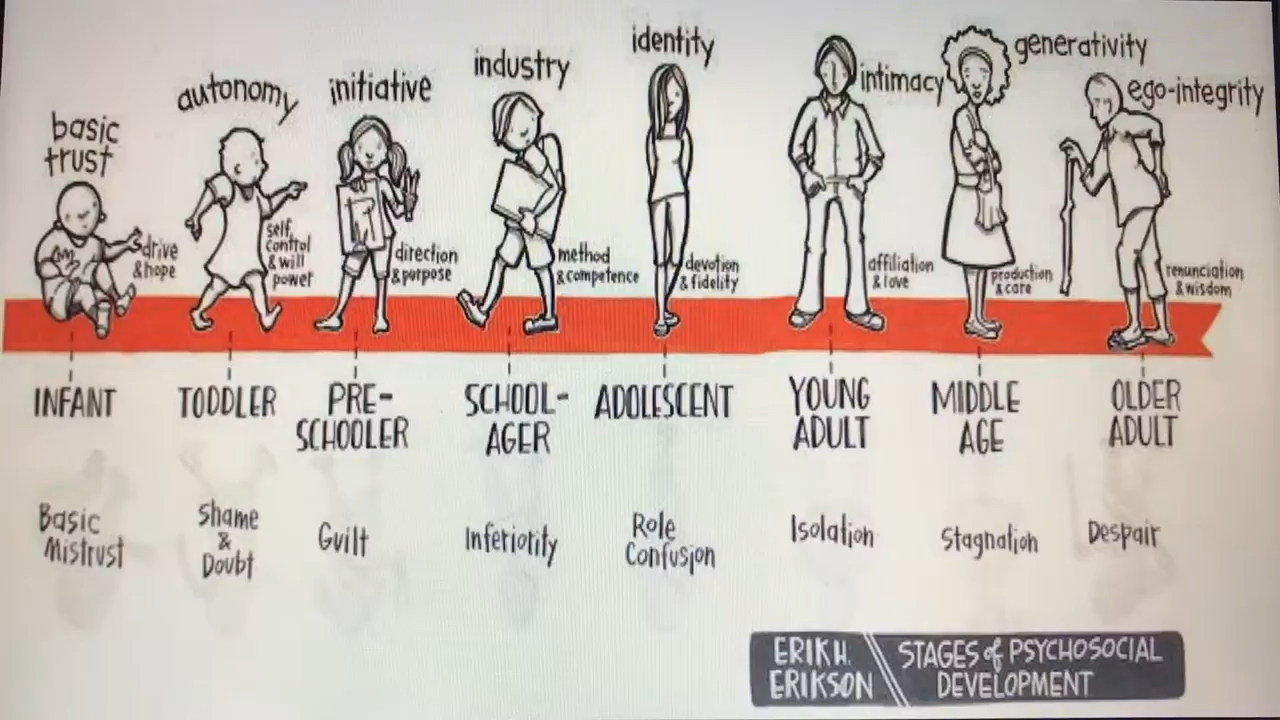 basic
trust
autonomy
initiative
industry
identity
intimacy
generativity
ego-integrity
drive
& hope
self
control
& will
power
direction
& purpose
method
& competence
devotion
& fidelity
affiliation
& love
production
& care
renunciation
& wisdom
INFANT
TODDLER
PRE-
SCHOOLER
SCHOOL-
AGER
ADOLESCENT
YOUNG
ADULT
MIDDLE
AGE
OLDER
ADULT
Basic
Mistrust
Shame
&
Doubt
Guilt
Inferiority
Role
Confusion
Isolation
Stagnation
Despair
ERIK H.
ERIKSON
STAGES of PSYCHOSOCIAL
DEVELOPMENT